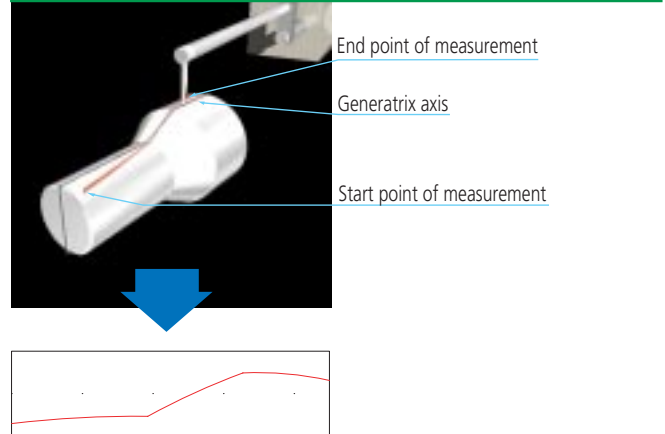 End point of measurement
Generatrix axis
Start point of measurement